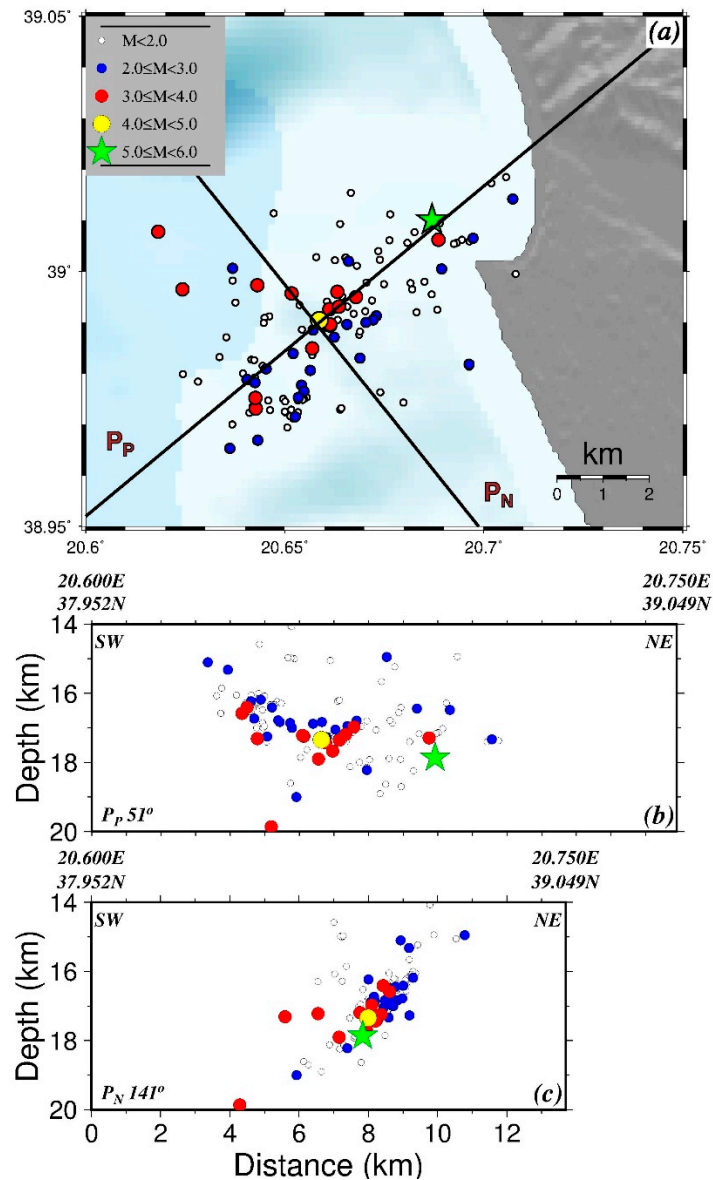 39.05°
(a)
M<2.0
2.0≤M<3.0
3.0≤M<4.0
4.0≤M<5.0
5.0≤M<6.0
39°
P_P
P_N
km
0 1 2
38.95°
20.6° 20.65° 20.7° 20.75°
20.600E 20.750E
37.952N 39.049N
14
SW NE
16
Depth (km)
18
P_P 51° (b)
20
20.600E 20.750E
37.952N 39.049N
14
SW NE
16
Depth (km)
18
P_N 141° (c)
20
0 2 4 6 8 10 12
Distance (km)